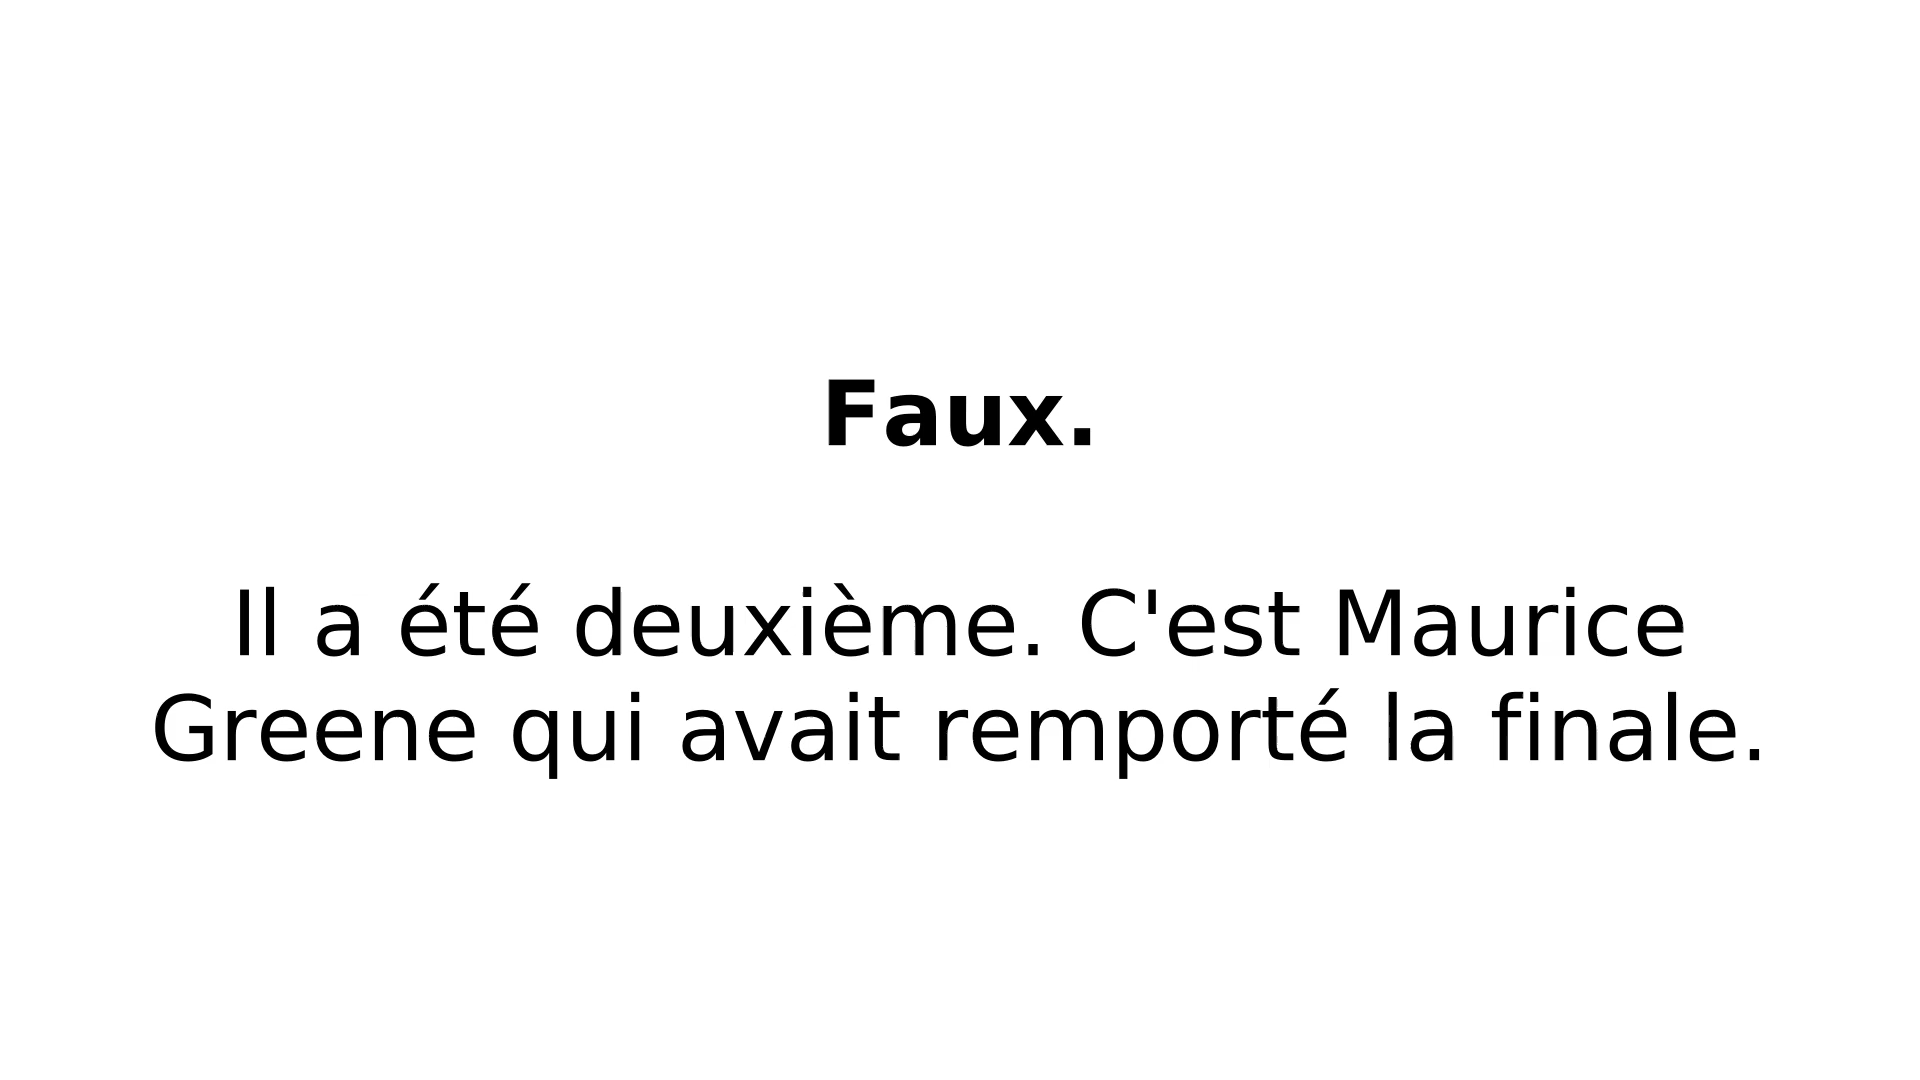 Faux.
Il a été deuxième. C'est Maurice
Greene qui avait remporté la finale.